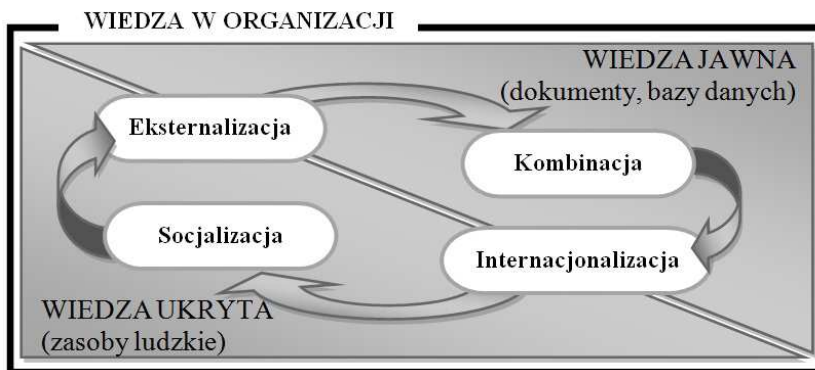 WIEDZA W ORGANIZACJI
WIEDZA JAWNA
(dokumenty, bazy danych)
Eksternalizacja
Kombinacja
Socjalizacja
Internacjonalizacja
WIEDZA UKRYTA
(zasoby ludzkie)